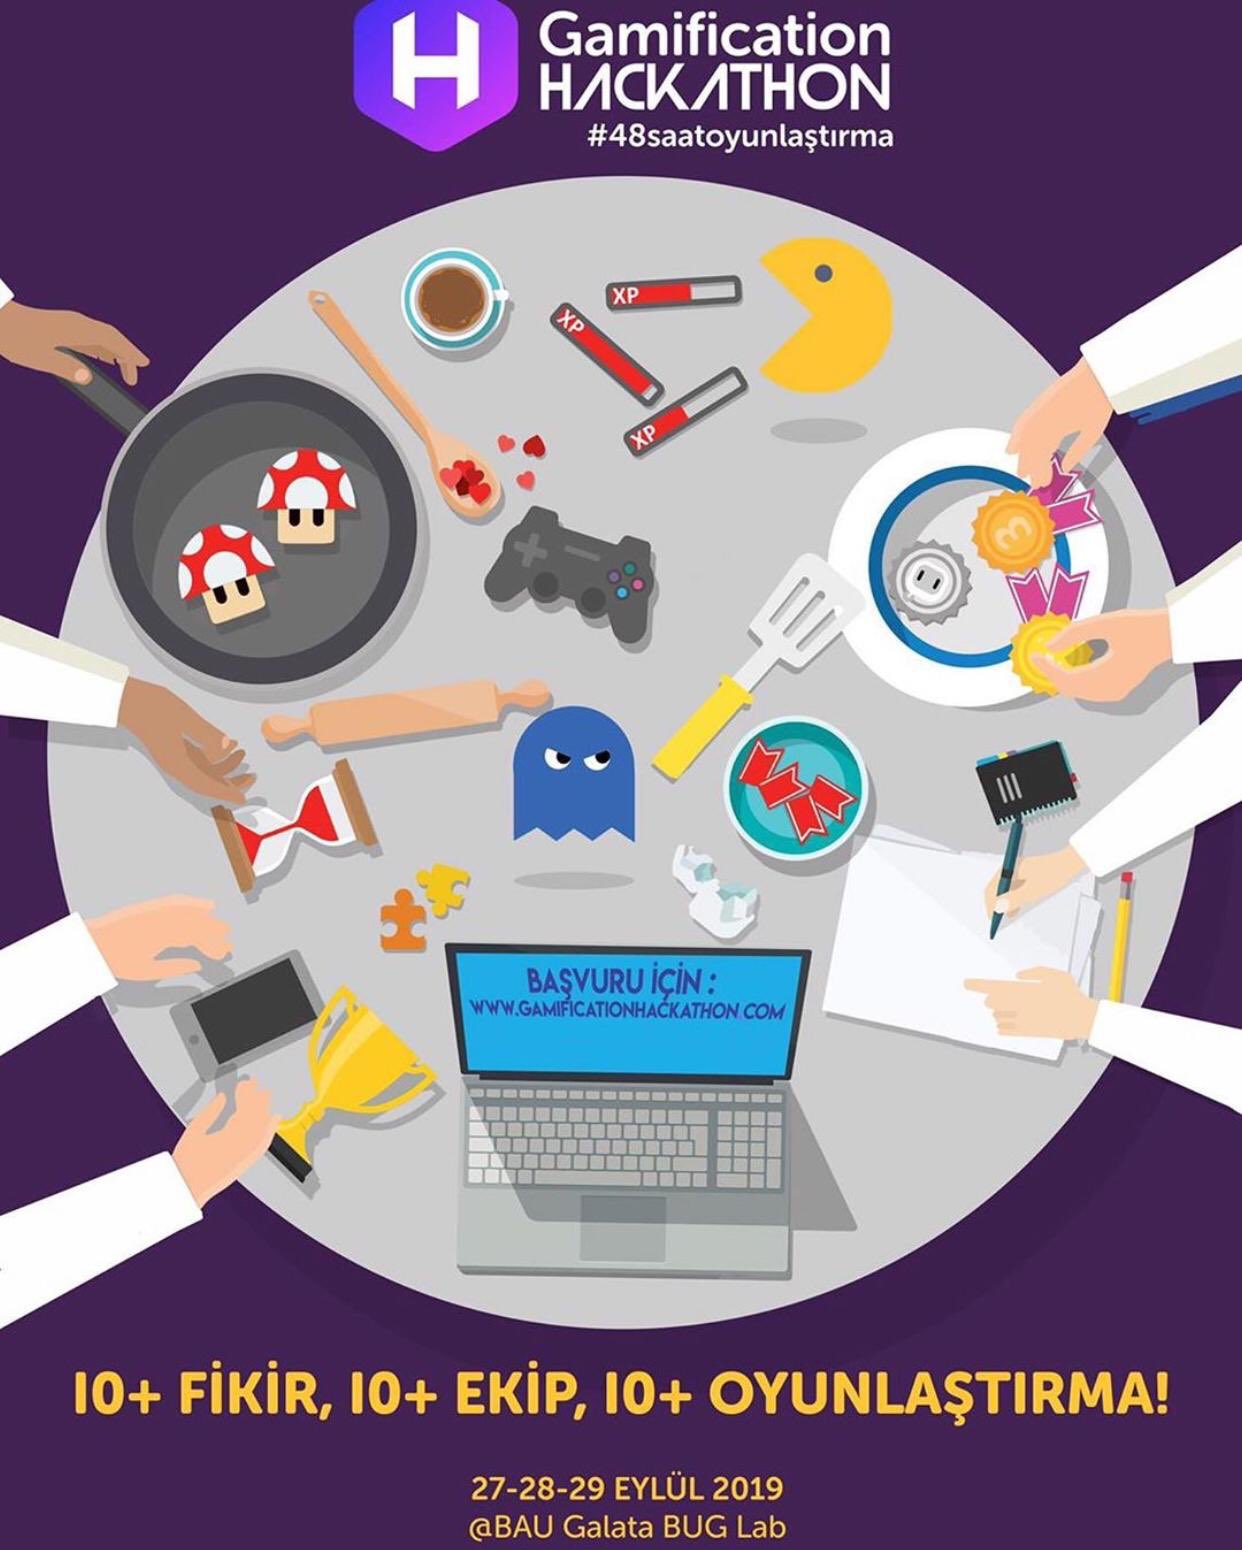 H
Gamification
HACKATHON
#48saatoyunlaştırma
XP
XP
XP
BAŞVURU İÇİN :
WWW.GAMIFICATIONHACKATHON.COM
10+ FİKİR, 10+ EKİP, 10+ OYUNLAŞTIRMA!
27-28-29 EYLÜL 2019
@BAU Galata BUG Lab